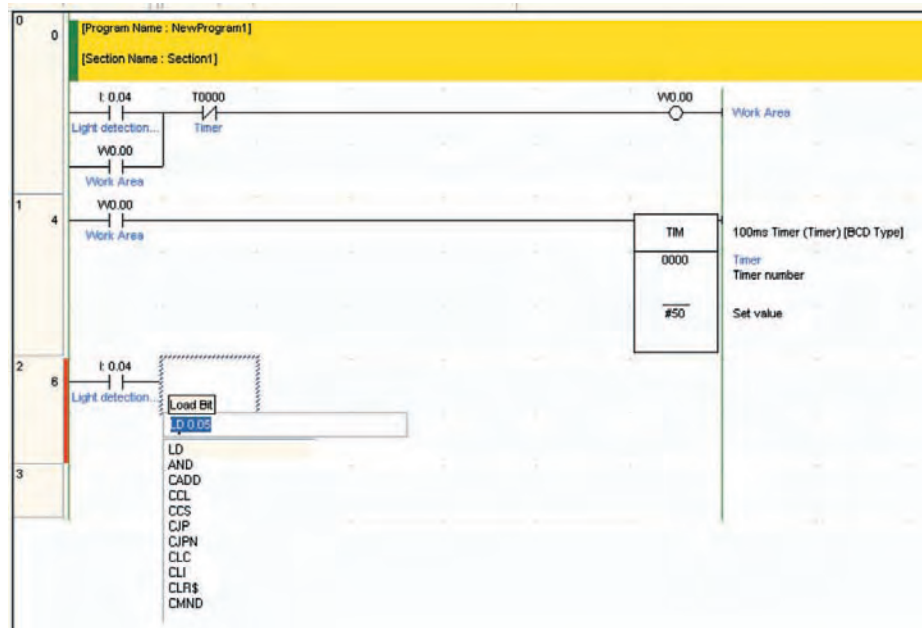 0
0
[Program Name : NewProgram1]
[Section Name : Section1]
I: 0.04 T0000 W0.00
Work Area
Light detection... Timer
W0.00
Work Area
1
4
W0.00
Work Area
TIM 100ms Timer (Timer) [BCD Type]
0000 Timer
Timer number
#50 Set value
2
6
I: 0.04
Light detection...
Load Bit
LD 0.05
LD
AND
CADD
CCL
CCS
CJP
CJPN
CLC
CLI
CLR$
CMND
3